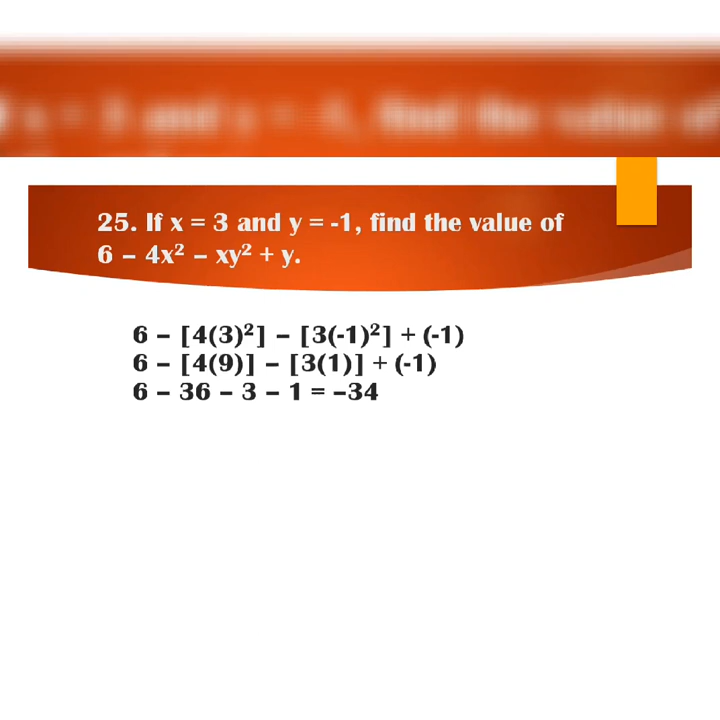 25. If x = 3 and y = -1, find the value of
6 – 4x² – xy² + y.
6 – [4(3)²] – [3(-1)²] + (-1)
6 – [4(9)] – [3(1)] + (-1)
6 – 36 – 3 – 1 = –34